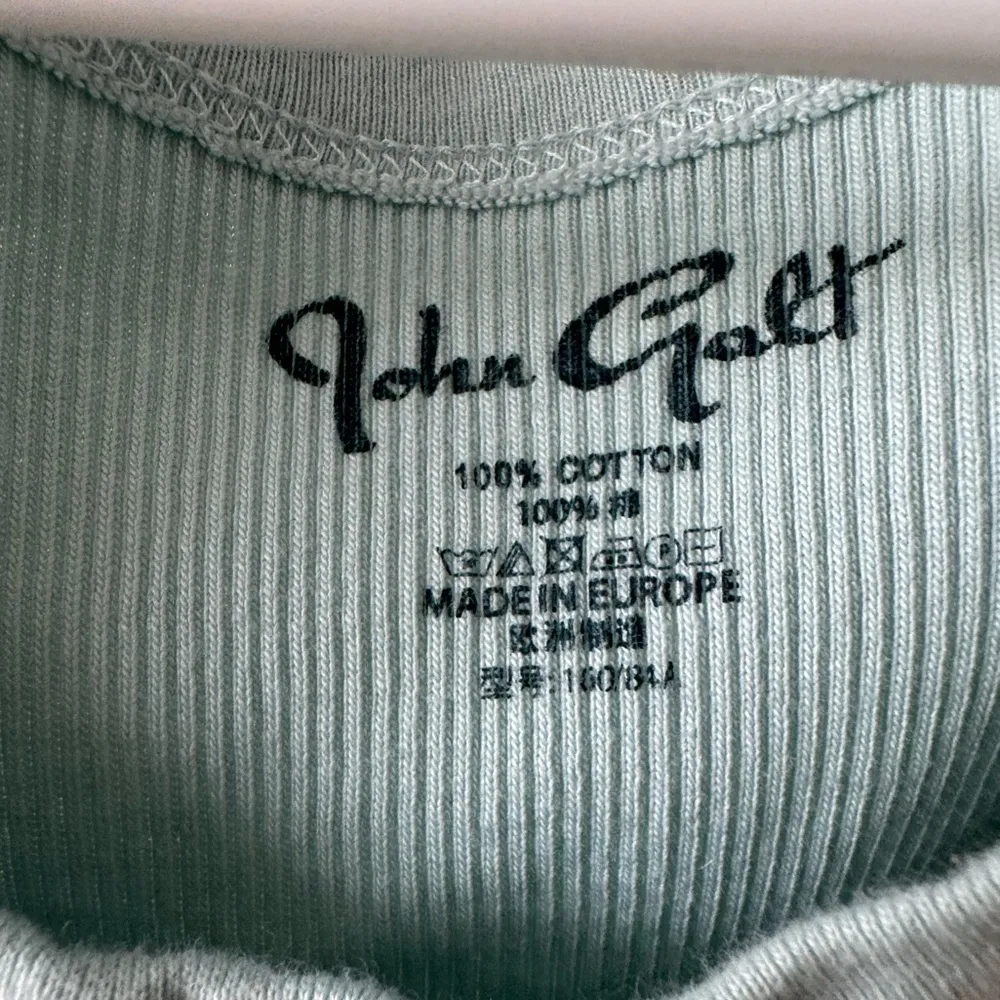 John Galt
100% COTTON
100% 棉
MADE IN EUROPE
欧洲制造
型号: 160/84A